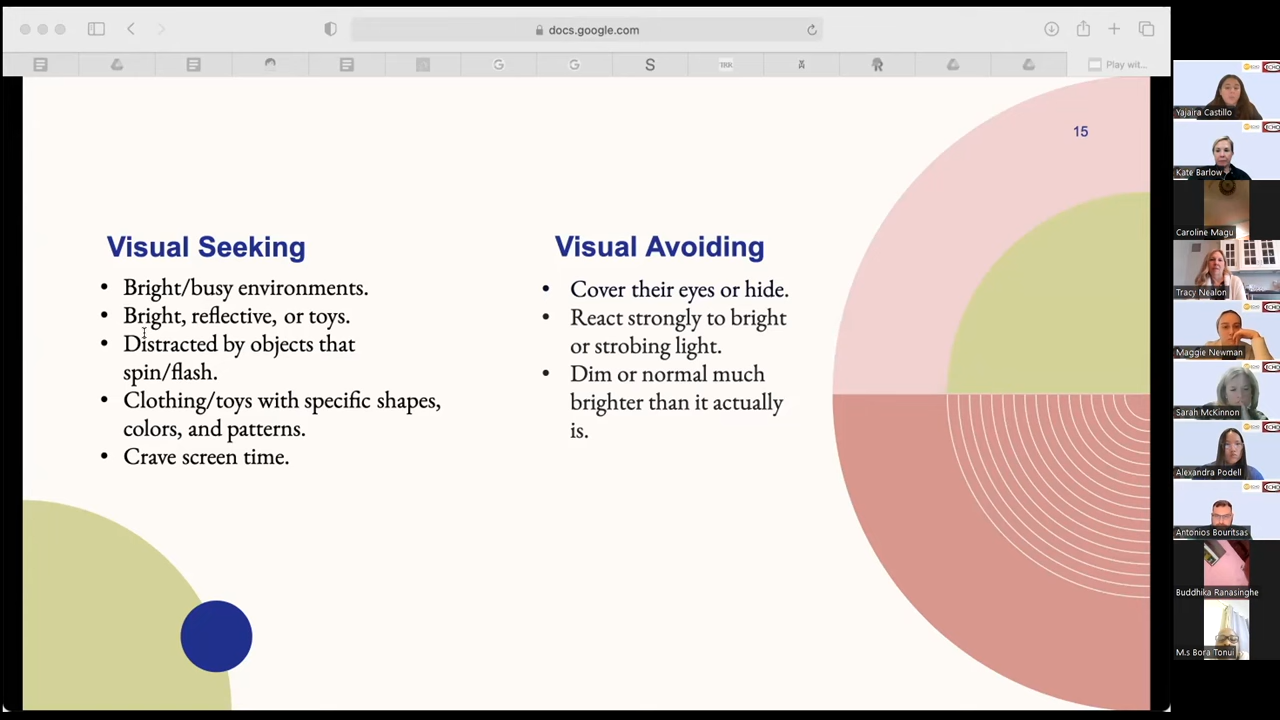 docs.google.com
S
Play wit...
15
Visual Seeking
• Bright/busy environments.
• Bright, reflective, or toys.
• Distracted by objects that
spin/flash.
• Clothing/toys with specific shapes,
colors, and patterns.
• Crave screen time.
Visual Avoiding
• Cover their eyes or hide.
• React strongly to bright
or strobing light.
• Dim or normal much
brighter than it actually
is.
Yajaira Castillo
Kate Barlow
Caroline Magu
Tracy Nealon
Maggie Newman
Sarah McKinnon
Alexandra Podell
Antonios Bouritsas
Buddhika Ranasinghe
M.s Bora Tonui